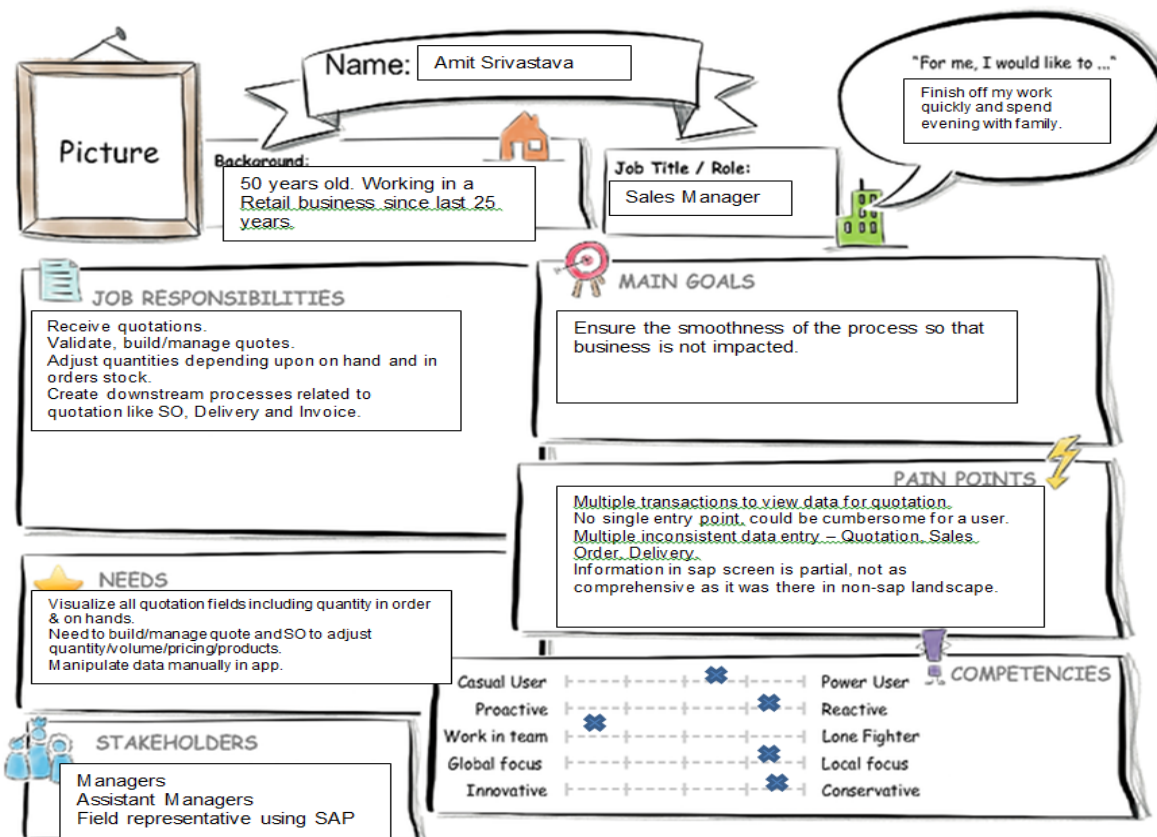 Name: Amit Srivastava
"For me, I would like to ..."
Finish off my work
quickly and spend
evening with family.
Picture
Background:
50 years old. Working in a
Retail business since last 25
years.
Job Title / Role:
Sales Manager
JOB RESPONSIBILITIES
Receive quotations.
Validate, build/manage quotes.
Adjust quantities depending upon on hand and in
orders stock.
Create downstream processes related to
quotation like SO, Delivery and Invoice.
MAIN GOALS
Ensure the smoothness of the process so that
business is not impacted.
PAIN POINTS
Multiple transactions to view data for quotation.
No single entry point, could be cumbersome for a user.
Multiple inconsistent data entry – Quotation, Sales
Order, Delivery.
Information in sap screen is partial, not as
comprehensive as it was there in non-sap landscape.
NEEDS
Visualize all quotation fields including quantity in order
& on hands.
Need to build/manage quote and SO to adjust
quantity/volume/pricing/products.
Manipulate data manually in app.
COMPETENCIES
Casual User Power User
Proactive Reactive
Work in team Lone Fighter
Global focus Local focus
Innovative Conservative
STAKEHOLDERS
Managers
Assistant Managers
Field representative using SAP